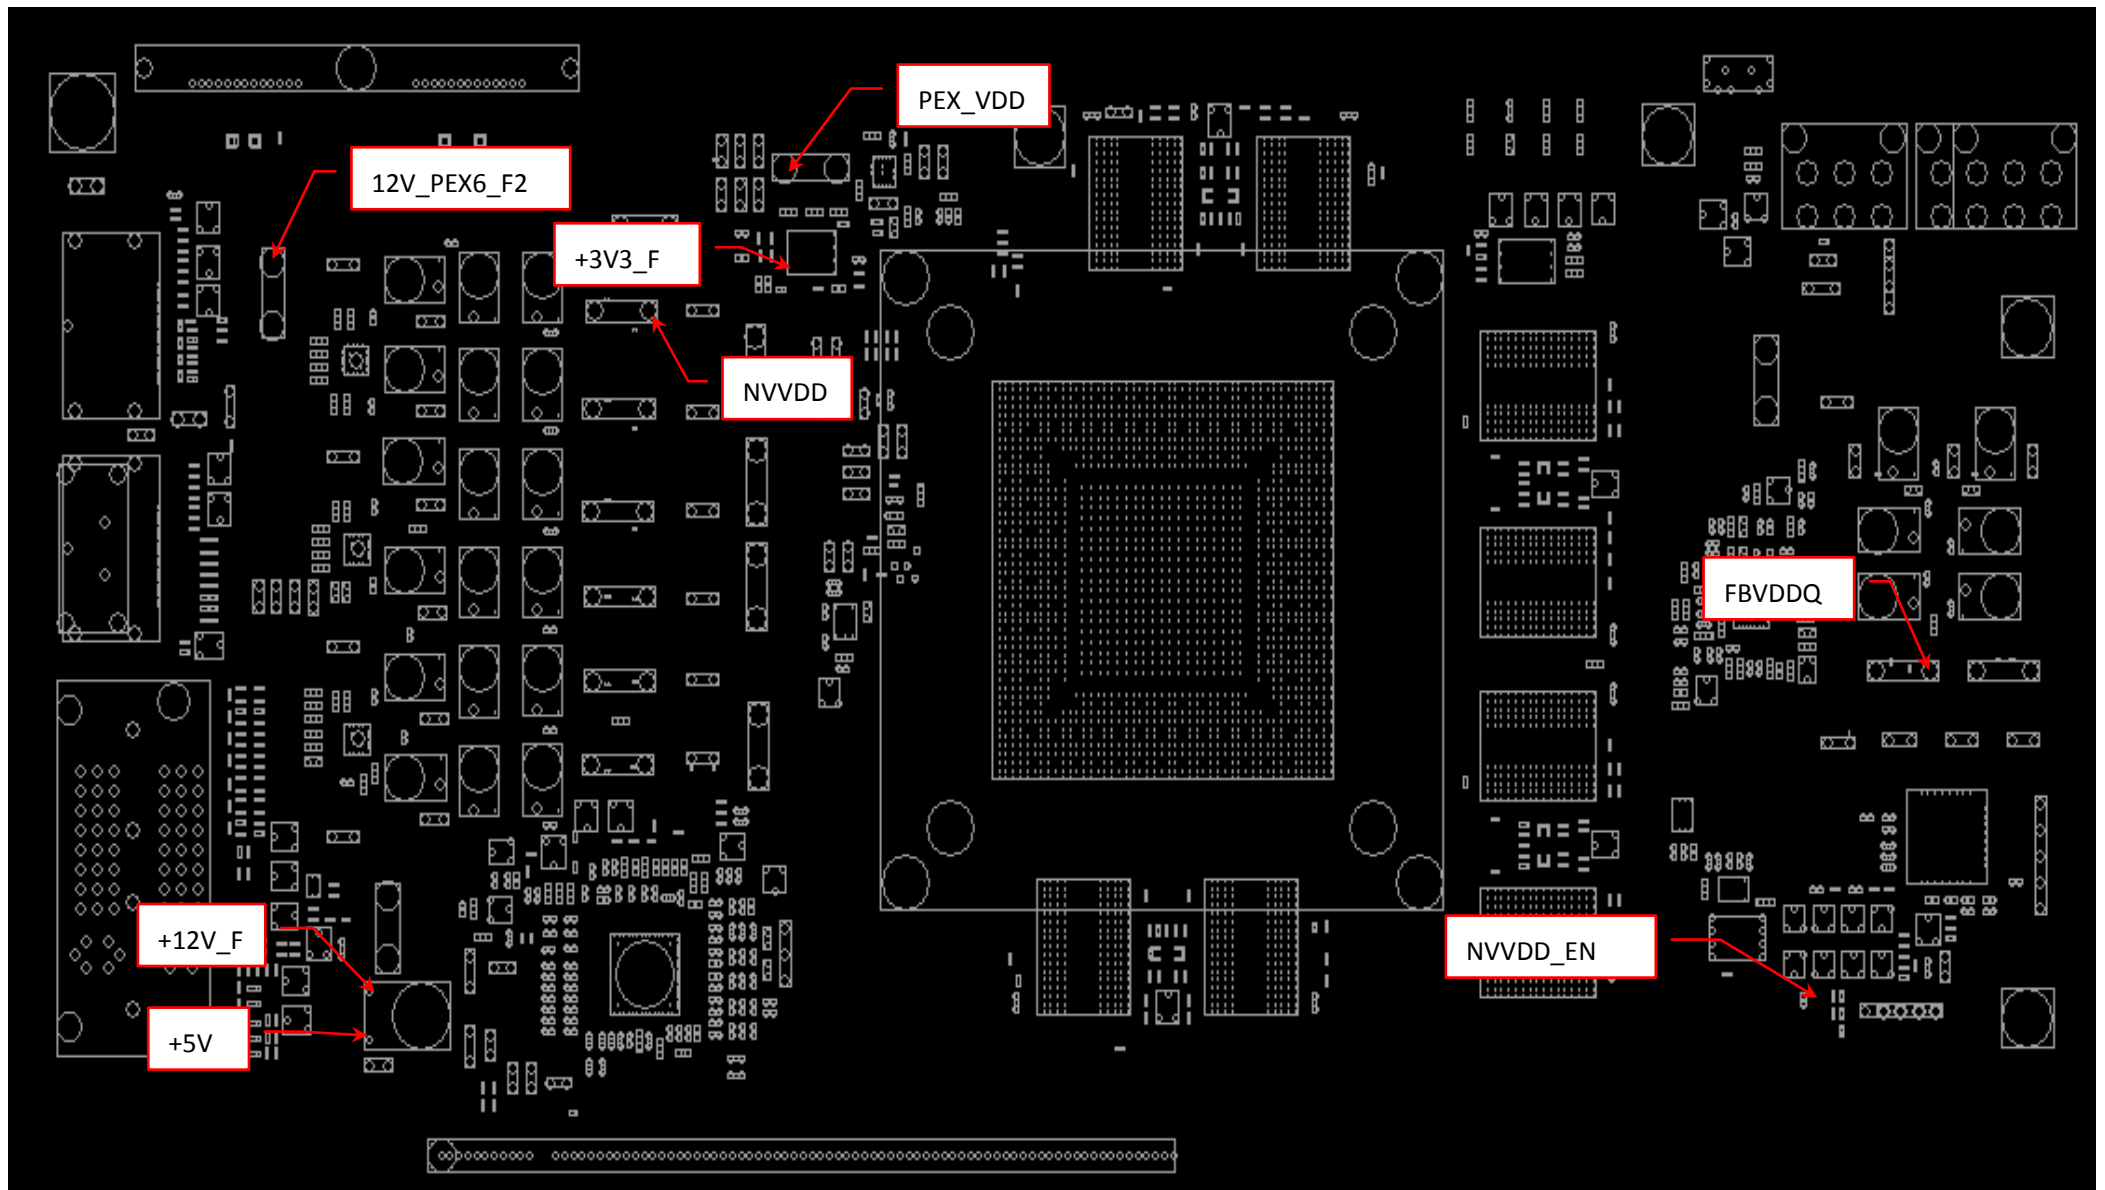 PEX_VDD
12V_PEX6_F2
+3V3_F
NVVDD
FBVDDQ
+12V_F
NVVDD_EN
+5V